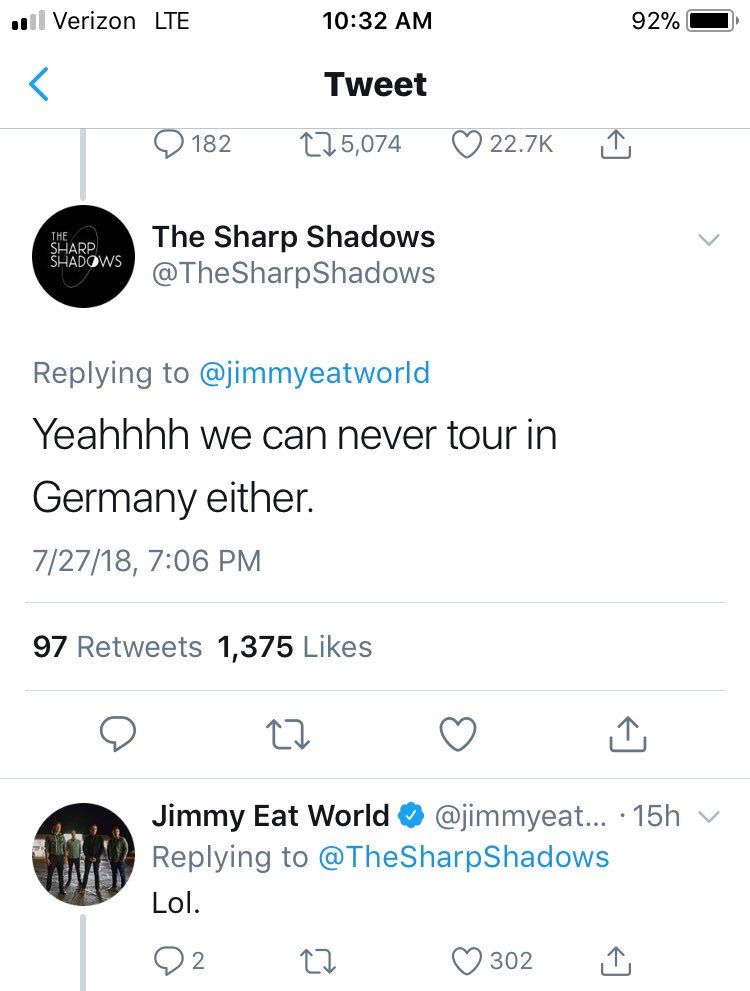 Verizon LTE 10:32 AM 92%
Tweet
182 5,074 22.7K
THE
SHARP
SHADOWS
The Sharp Shadows
@TheSharpShadows
Replying to @jimmyeatworld
Yeahhhh we can never tour in
Germany either.
7/27/18, 7:06 PM
97 Retweets 1,375 Likes
Jimmy Eat World @jimmyeat... · 15h
Replying to @TheSharpShadows
Lol.
2 302